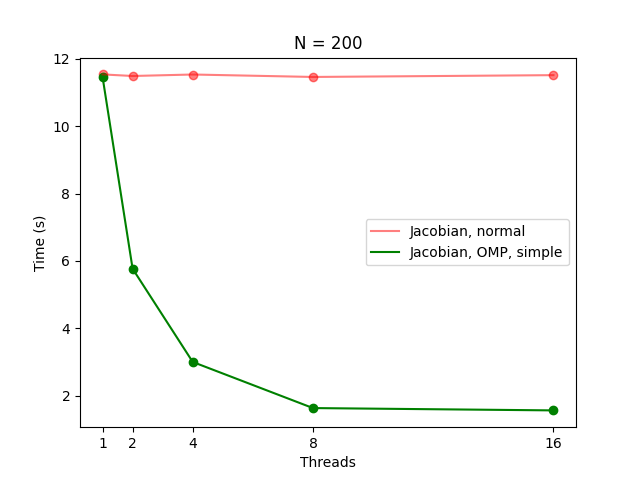 N = 200
12
10
8
6
4
2
Time (s)
Jacobian, normal
Jacobian, OMP, simple
1 2 4 8 16
Threads